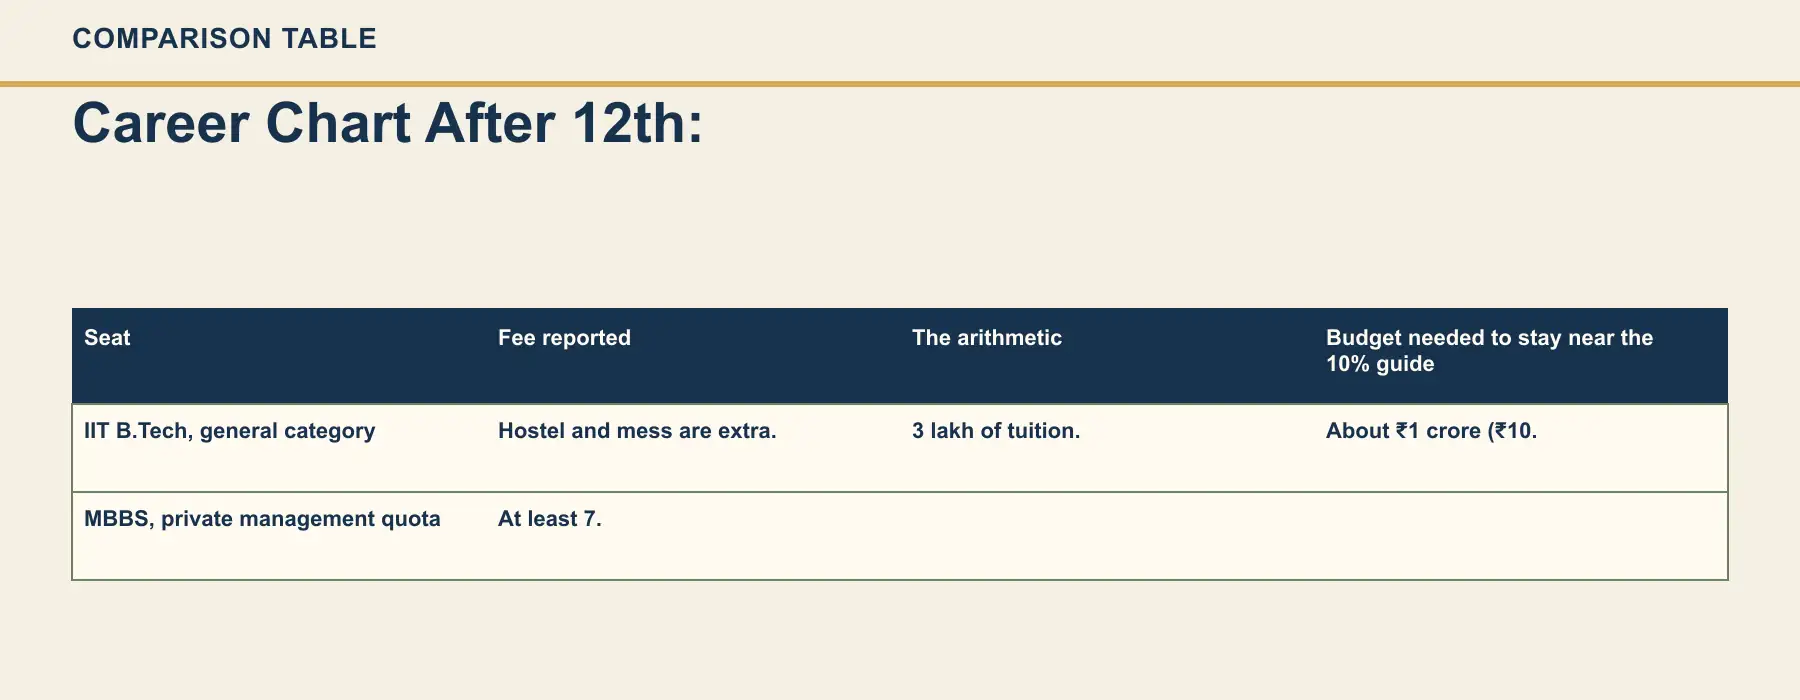 COMPARISON TABLE
Career Chart After 12th:
Seat
Fee reported
The arithmetic
Budget needed to stay near the
10% guide
IIT B.Tech, general category
Hostel and mess are extra.
3 lakh of tuition.
About ₹1 crore (₹10.
MBBS, private management quota
At least 7.